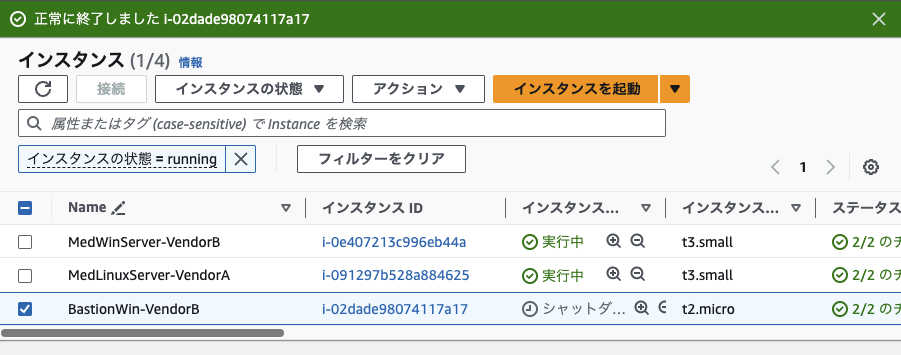 正常に終了しました i-02dade98074117a17
インスタンス (1/4) 情報
接続 インスタンスの状態 アクション インスタンスを起動
属性またはタグ (case-sensitive) で Instance を検索
インスタンスの状態 = running フィルターをクリア
1
Name インスタンス ID インスタンス... インスタンス... ステータス
MedWinServer-VendorB i-0e407213c996eb44a 実行中 t3.small 2/2 のチ
MedLinuxServer-VendorA i-091297b528a884625 実行中 t3.small 2/2 のチ
BastionWin-VendorB i-02dade98074117a17 シャットダ... t2.micro 2/2 のチ